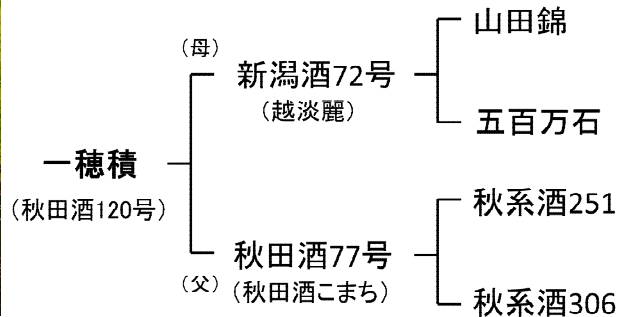 山田錦
(母)
新潟酒72号
(越淡麗)
五百万石
一穂積
(秋田酒120号)
秋系酒251
秋田酒77号
(父)
(秋田酒こまち)
秋系酒306